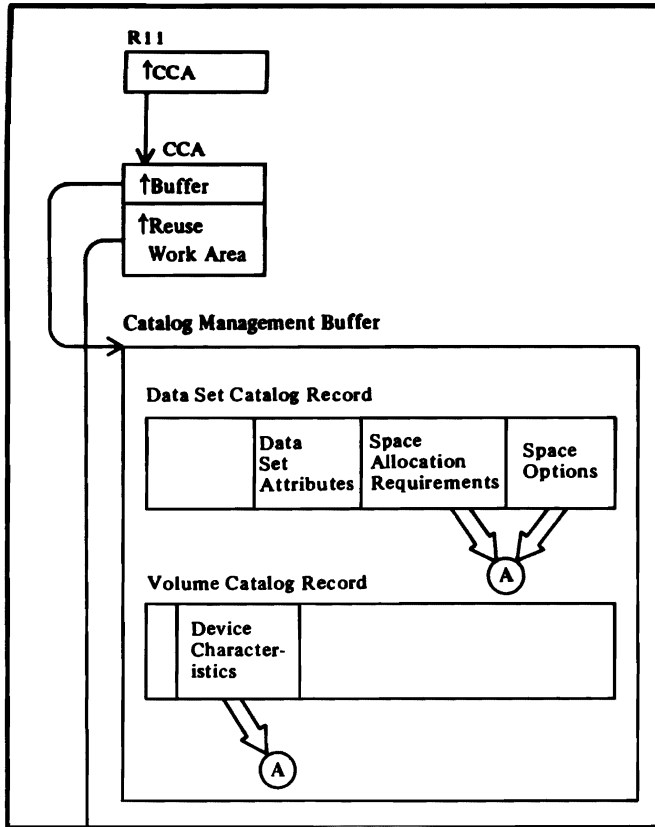 R11
↑CCA
CCA
↑Buffer
↑Reuse
Work Area
Catalog Management Buffer
Data Set Catalog Record
Data
Set
Attributes
Space
Allocation
Requirements
Space
Options
A
Volume Catalog Record
Device
Character-
istics
A